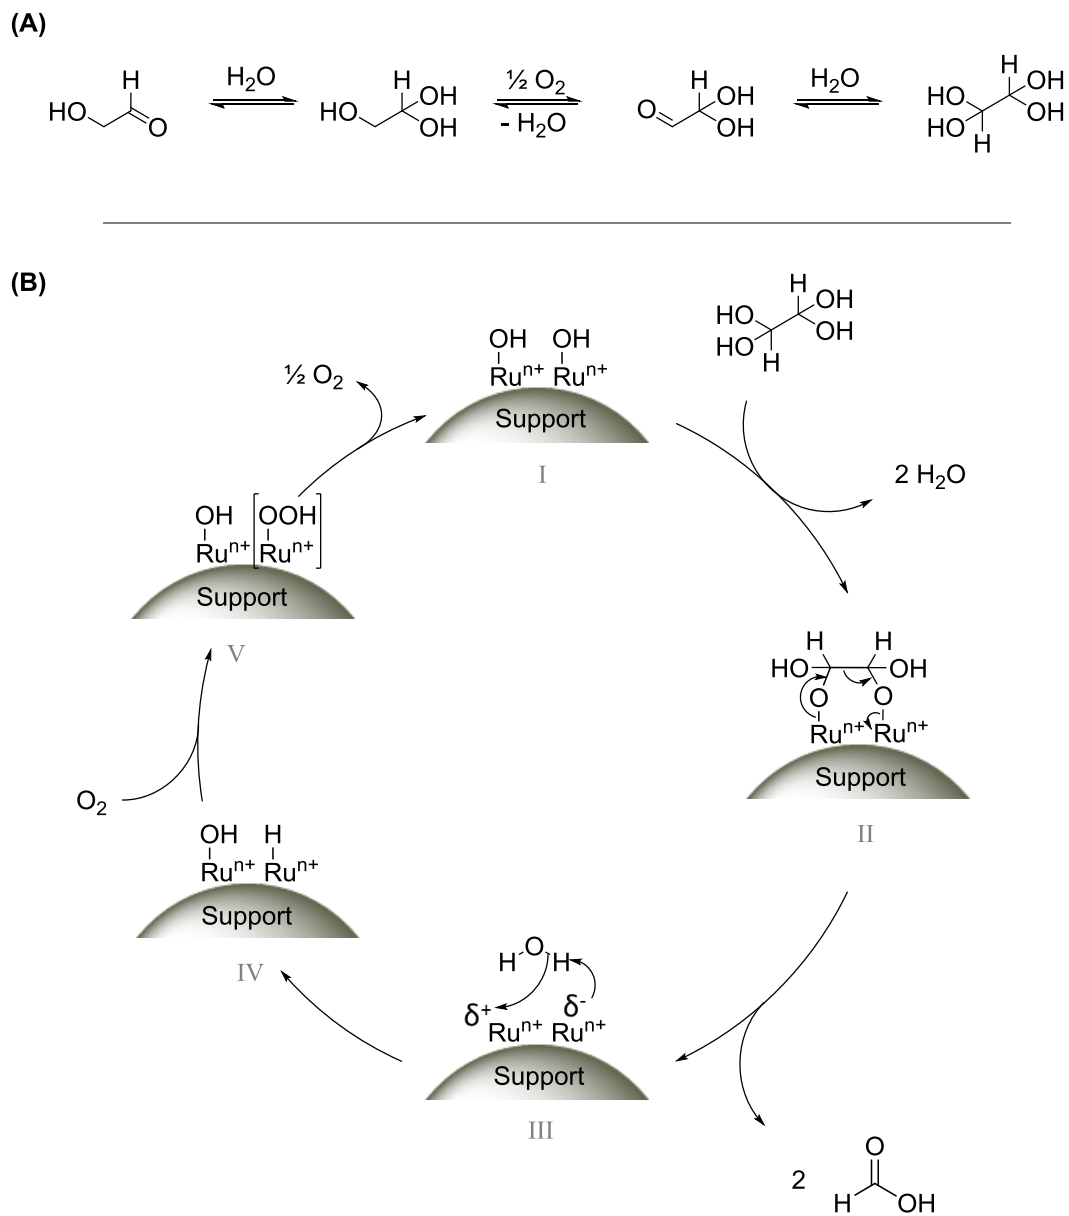 (A)
HO H O
H₂O
HO H OH OH
½ O₂
- H₂O
O H OH OH
H₂O
HO HO H H OH OH
(B)
HO HO H H OH OH
½ O₂
OH OH
Ruⁿ⁺ Ruⁿ⁺
Support
I
2 H₂O
OH [OOH]
Ruⁿ⁺ [Ruⁿ⁺]
Support
V
H H
HO OH
O O
Ruⁿ⁺ Ruⁿ⁺
Support
II
O₂
OH H
Ruⁿ⁺ Ruⁿ⁺
Support
IV
H O H
δ⁺ δ⁻
Ruⁿ⁺ Ruⁿ⁺
Support
III
O
2 H OH